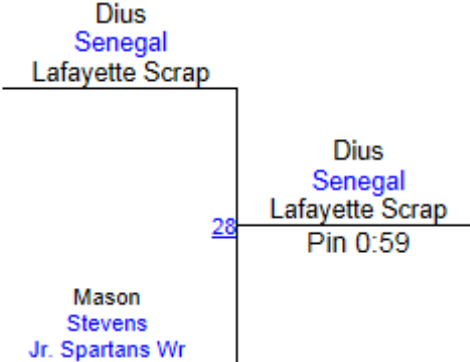 Dius
Senegal
Lafayette Scrap
Dius
Senegal
Lafayette Scrap
28
Pin 0:59
Mason
Stevens
Jr. Spartans Wr